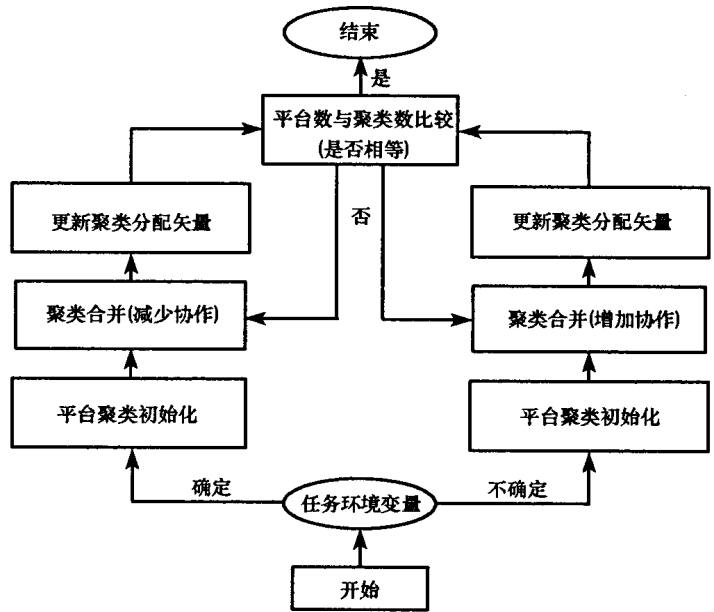 结束
是
平台数与聚类数比较
(是否相等)
否
更新聚类分配矢量
更新聚类分配矢量
聚类合并(减少协作)
聚类合并(增加协作)
平台聚类初始化
平台聚类初始化
确定
任务环境变量
不确定
开始